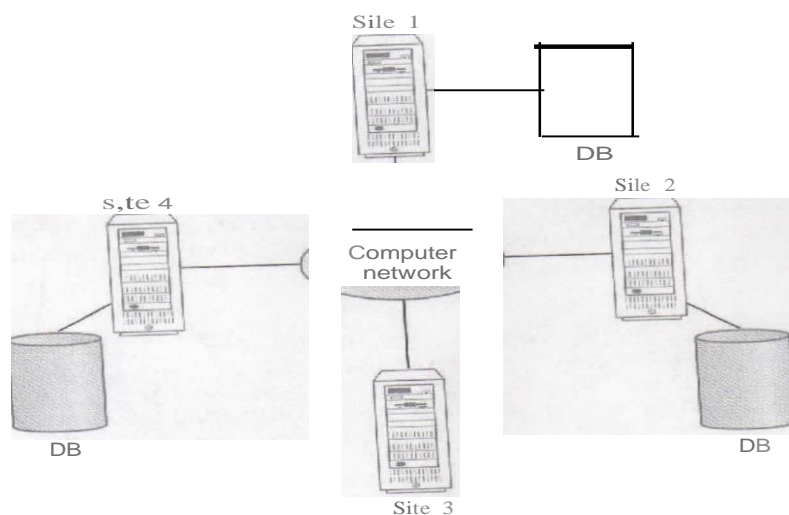 Sile 1
DB
s,te 4
Sile 2
Computer
network
DB
DB
Site 3